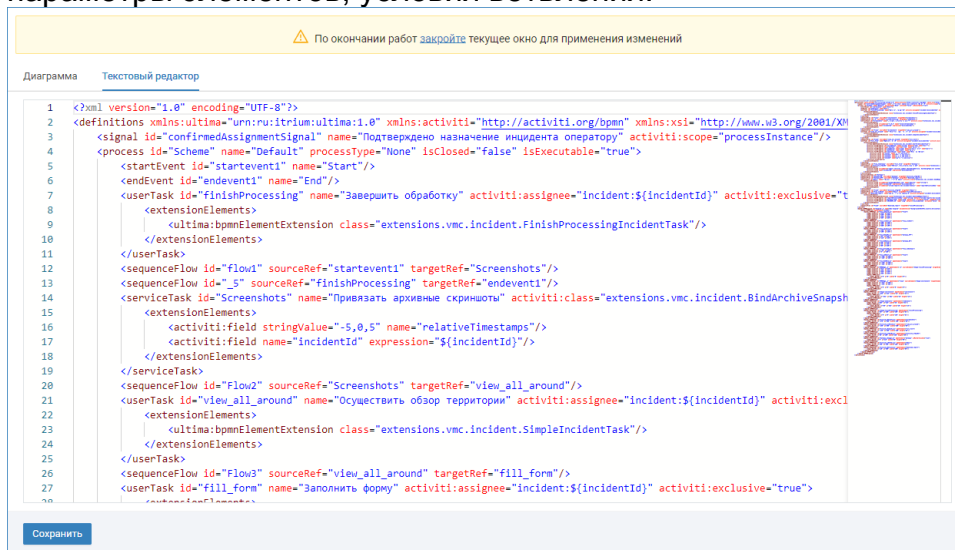 По окончании работ закройте текущее окно для применения изменений
Диаграмма Текстовый редактор
1 <?xml version="1.0" encoding="UTF-8"?>
2 <definitions xmlns:ultima="urn:ru:itrium:ultima:1.0" xmlns:activiti="http://activiti.org/bpmn" xmlns:xsi="http://www.w3.org/2001/XM
3 <signal id="confirmedAssignmentSignal" name="Подтверждено назначение инцидента оператору" activiti:scope="processInstance"/>
4 <process id="Scheme" name="Default" processType="None" isClosed="false" isExecutable="true">
5 <startEvent id="startevent1" name="Start"/>
6 <endEvent id="endevent1" name="End"/>
7 <userTask id="finishProcessing" name="Завершить обработку" activiti:assignee="incident:${incidentId}" activiti:exclusive="t
8 <extensionElements>
9 <ultima:bpmnElementExtension class="extensions.vmc.incident.FinishProcessingIncidentTask"/>
10 </extensionElements>
11 </userTask>
12 <sequenceFlow id="flow1" sourceRef="startevent1" targetRef="Screenshots"/>
13 <sequenceFlow id="_5" sourceRef="finishProcessing" targetRef="endevent1"/>
14 <serviceTask id="Screenshots" name="Привязать архивные скриншоты" activiti:class="extensions.vmc.incident.BindArchiveSnapsh
15 <extensionElements>
16 <activiti:field stringValue="-5,0,5" name="relativeTimestamps"/>
17 <activiti:field name="incidentId" expression="${incidentId}"/>
18 </extensionElements>
19 </serviceTask>
20 <sequenceFlow id="Flow2" sourceRef="Screenshots" targetRef="view_all_around"/>
21 <userTask id="view_all_around" name="Осуществить обзор территории" activiti:assignee="incident:${incidentId}" activiti:excl
22 <extensionElements>
23 <ultima:bpmnElementExtension class="extensions.vmc.incident.SimpleIncidentTask"/>
24 </extensionElements>
25 </userTask>
26 <sequenceFlow id="Flow3" sourceRef="view_all_around" targetRef="fill_form"/>
27 <userTask id="fill_form" name="Заполнить форму" activiti:assignee="incident:${incidentId}" activiti:exclusive="true">
Сохранить